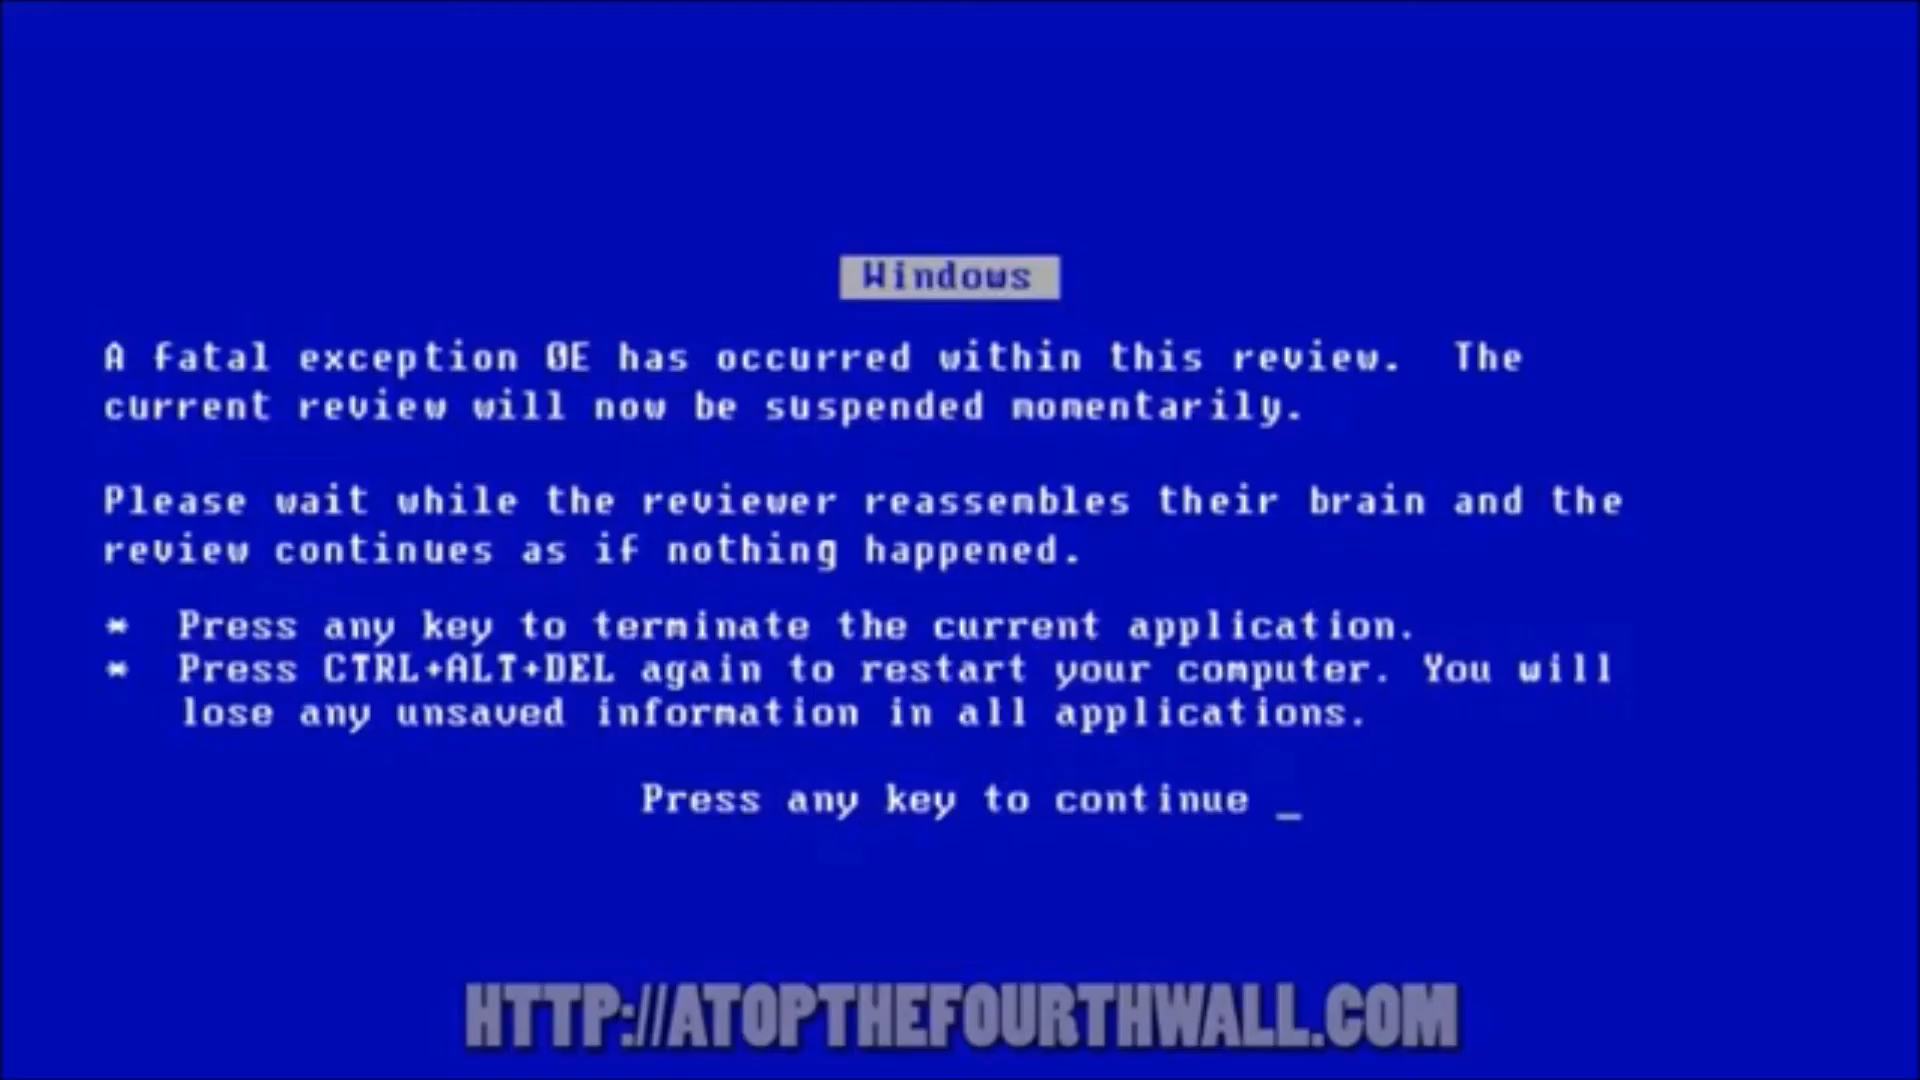 Windows
A fatal exception 0E has occurred within this review. The
current review will now be suspended momentarily.
Please wait while the reviewer reassembles their brain and the
review continues as if nothing happened.
* Press any key to terminate the current application.
* Press CTRL+ALT+DEL again to restart your computer. You will
lose any unsaved information in all applications.
Press any key to continue _
HTTP://ATOPTHEFOURTHWALL.COM